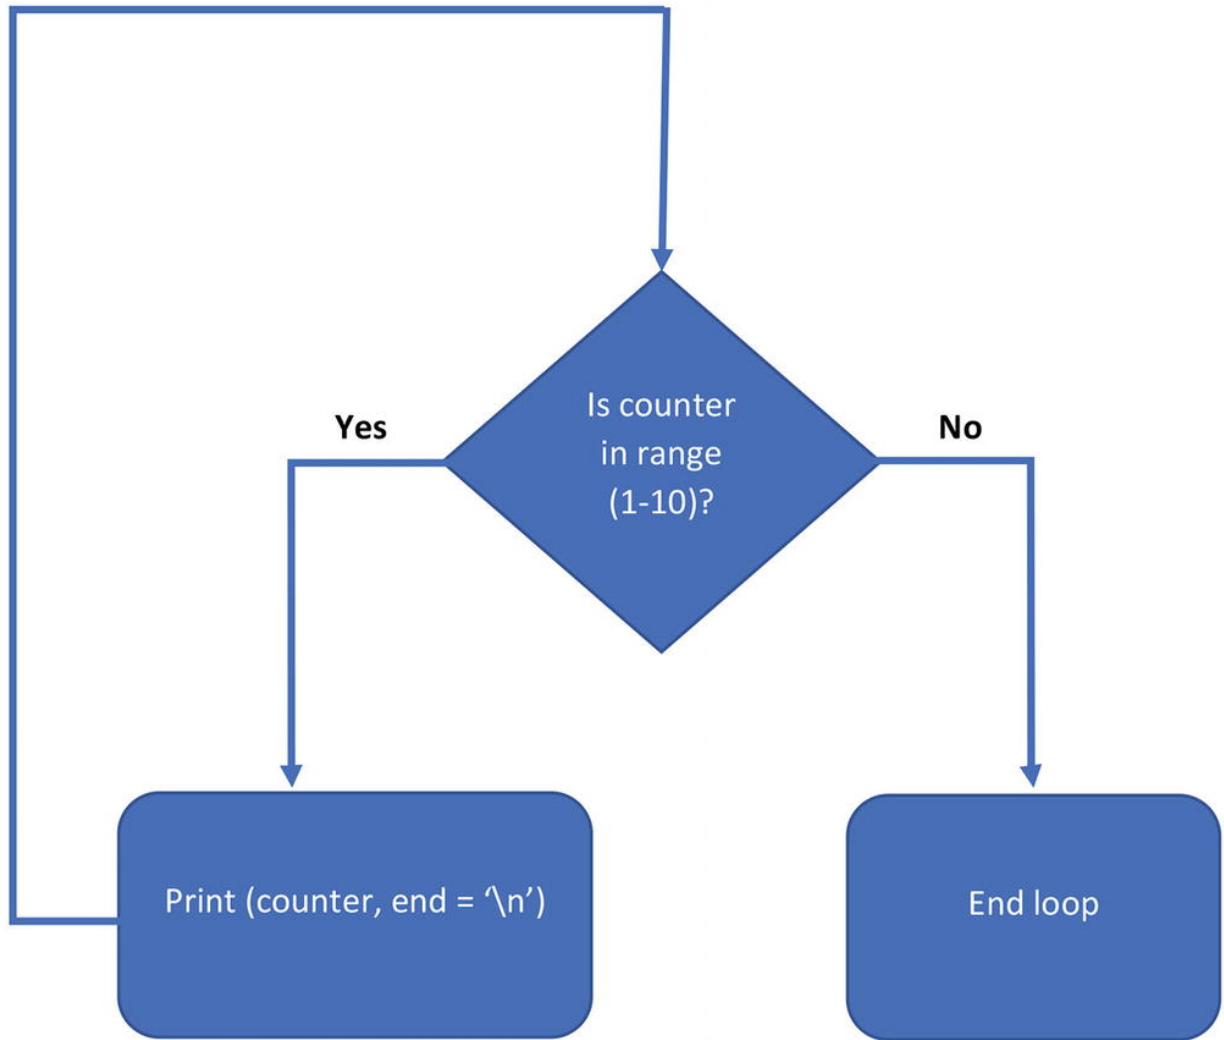 Is counter
in range
(1-10)?
Yes
No
Print (counter, end = ‘\n’)
End loop